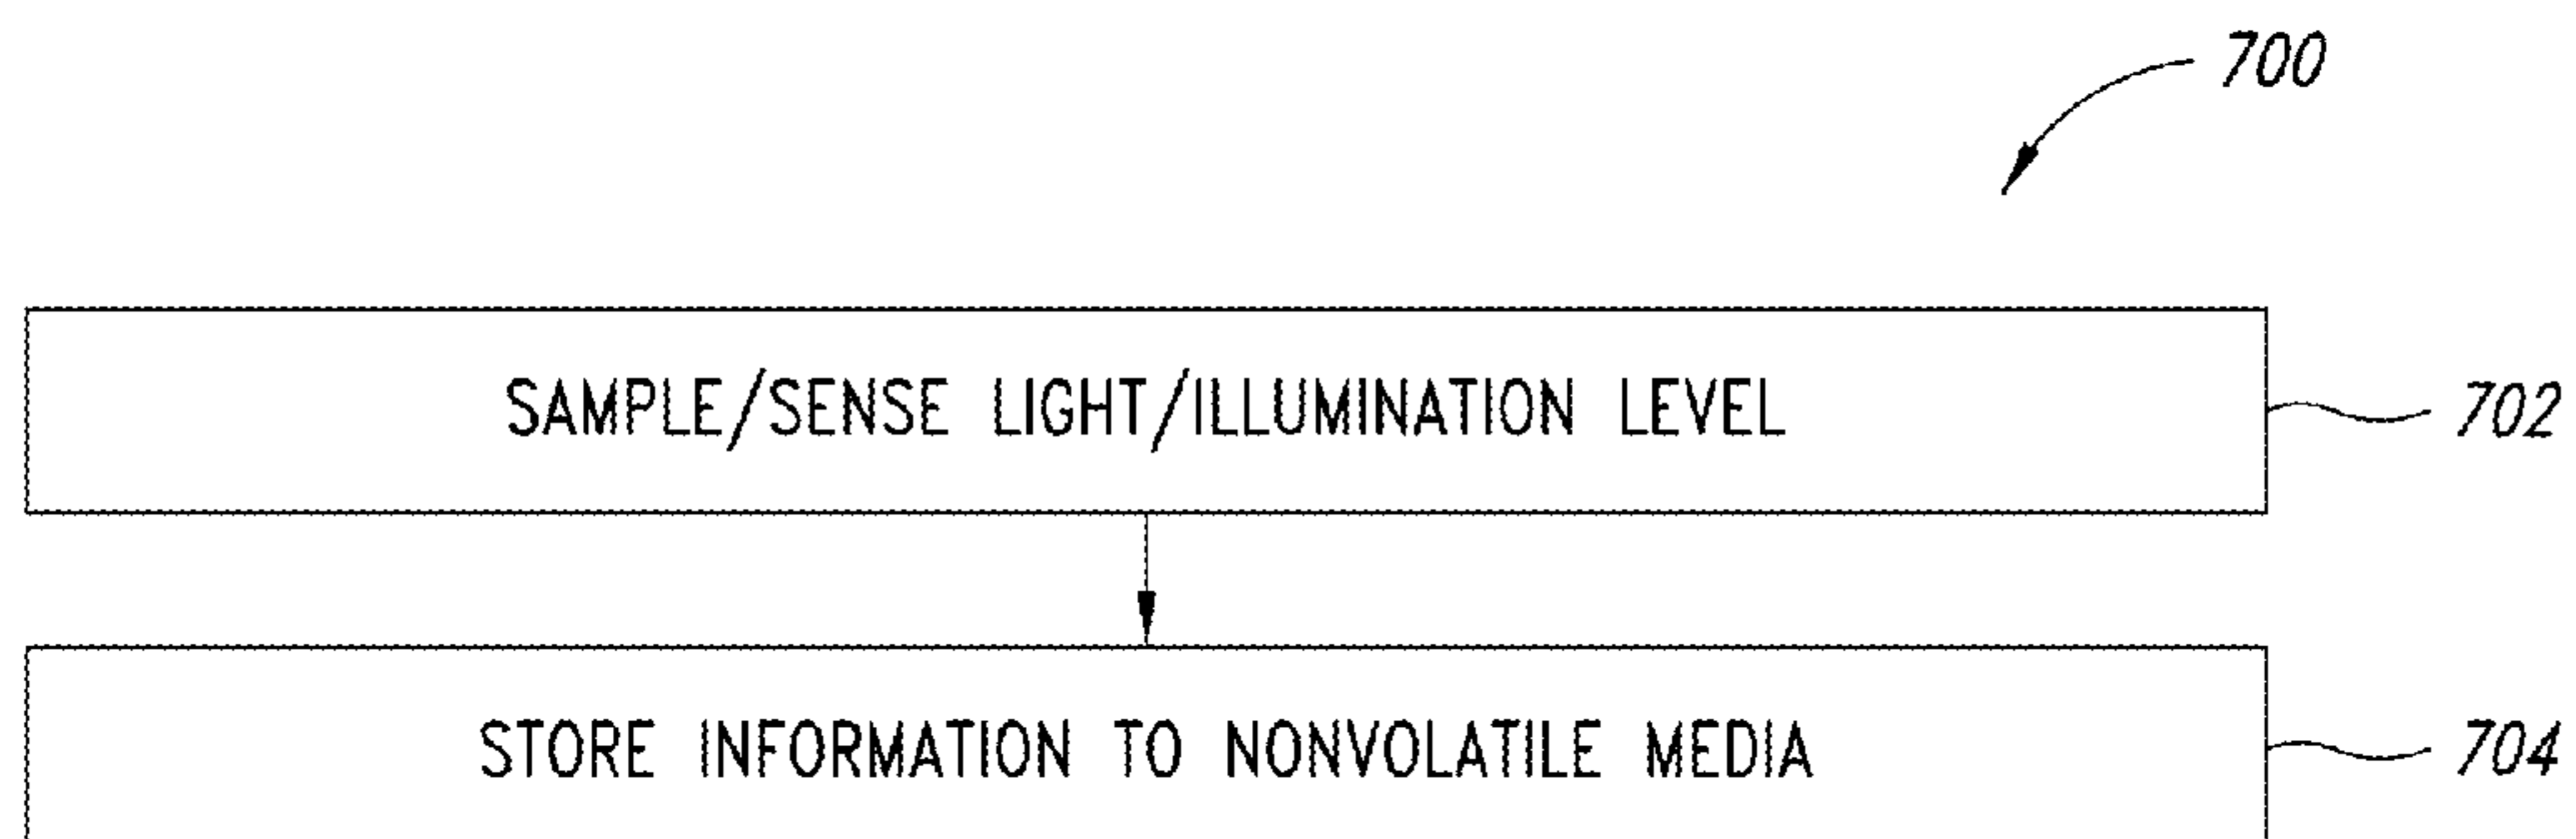 700
SAMPLE/SENSE LIGHT/ILLUMINATION LEVEL
702
STORE INFORMATION TO NONVOLATILE MEDIA
704